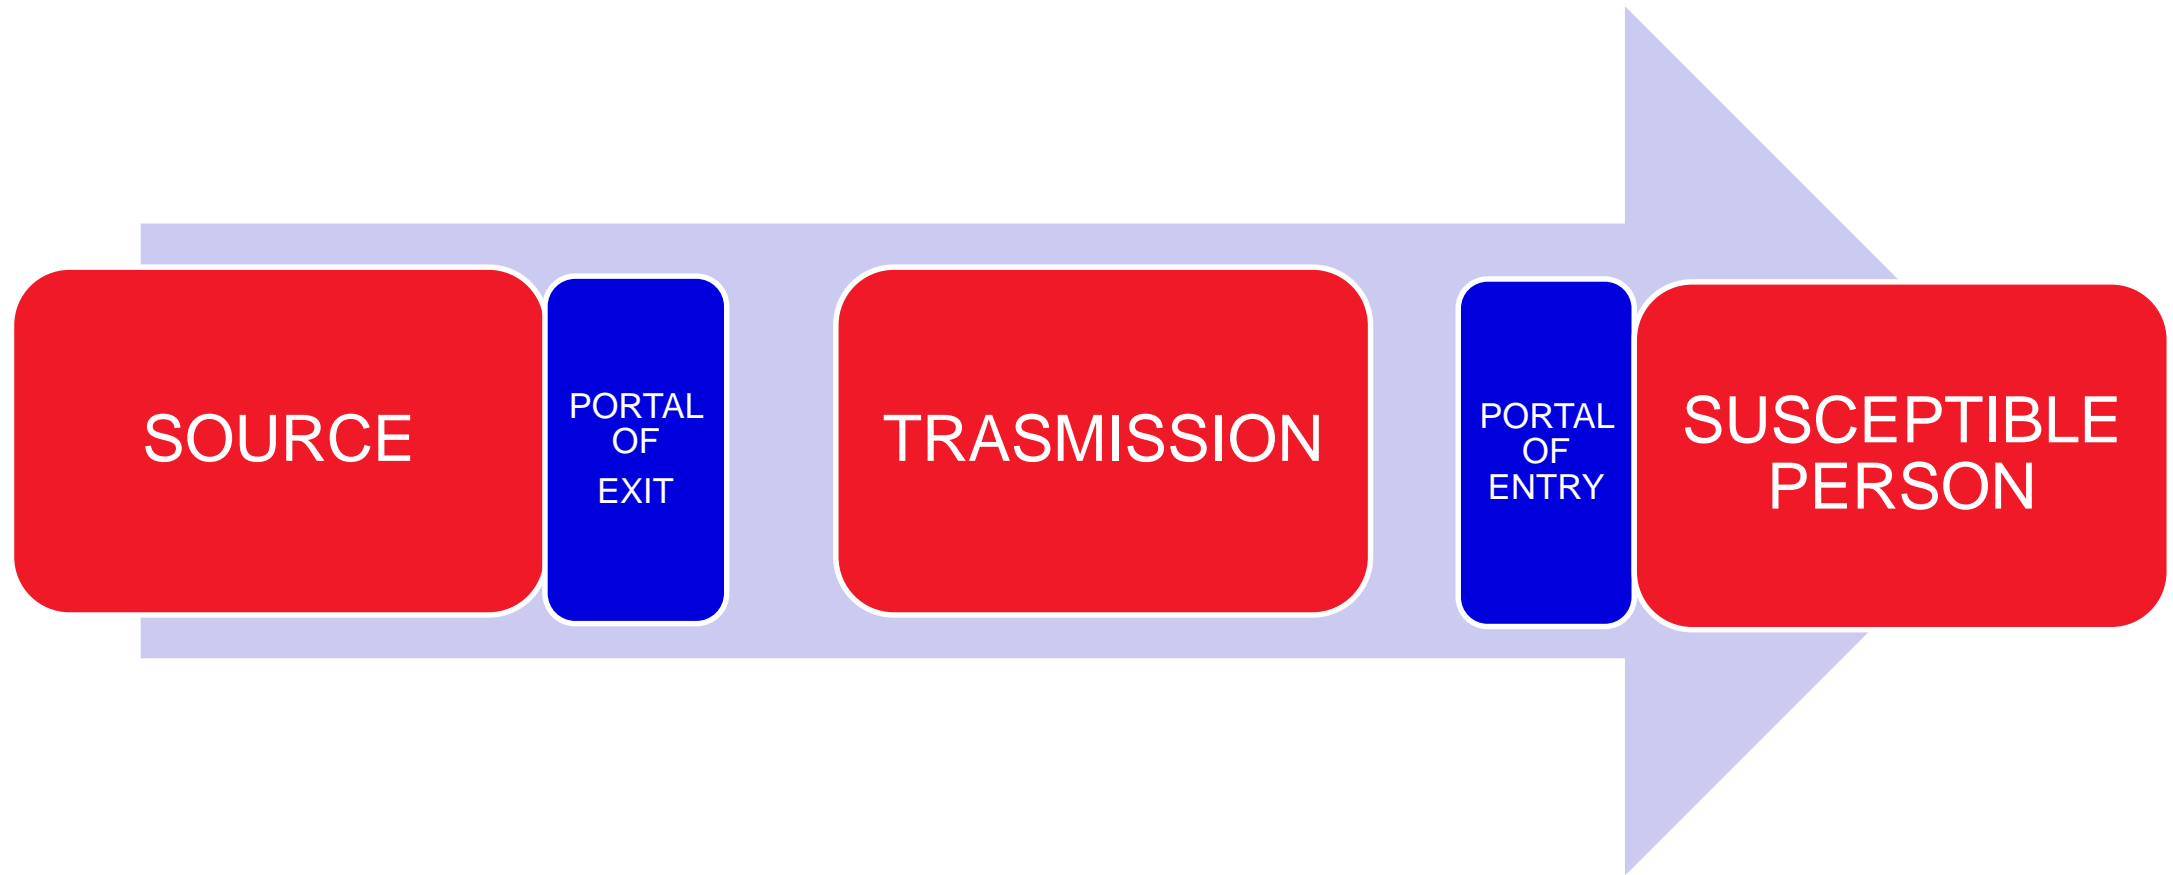 SOURCE
PORTAL
OF
EXIT
TRASMISSION
PORTAL
OF
ENTRY
SUSCEPTIBLE
PERSON